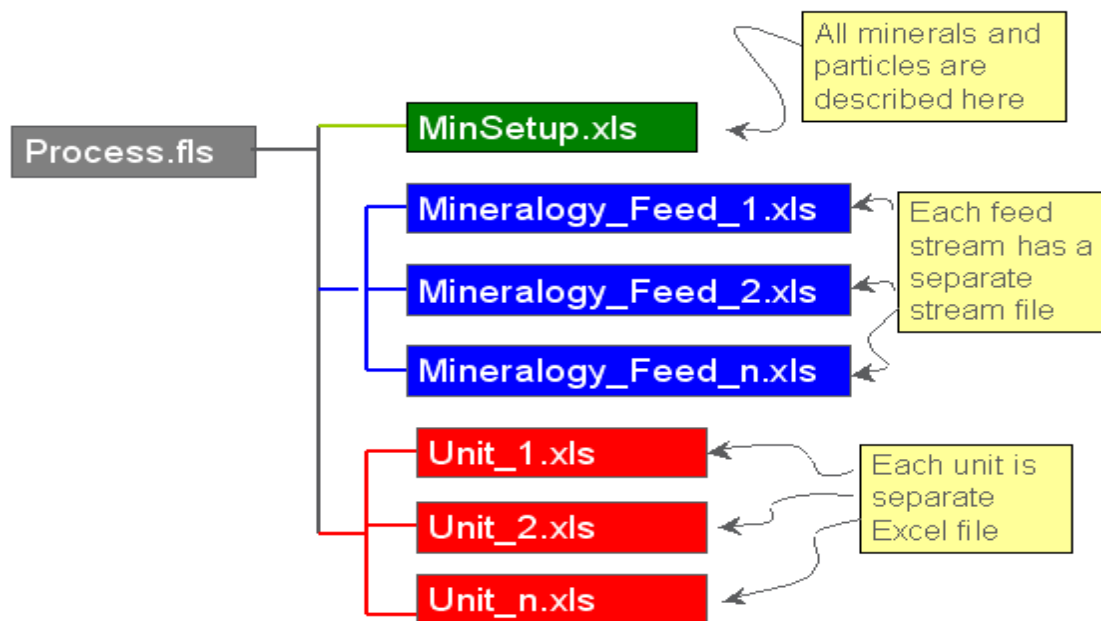 All minerals and
particles are
described here
MinSetup.xls
Process.fls
Mineralogy_Feed_1.xls
Mineralogy_Feed_2.xls
Mineralogy_Feed_n.xls
Each feed
stream has a
separate
stream file
Unit_1.xls
Unit_2.xls
Unit_n.xls
Each unit is
separate
Excel file